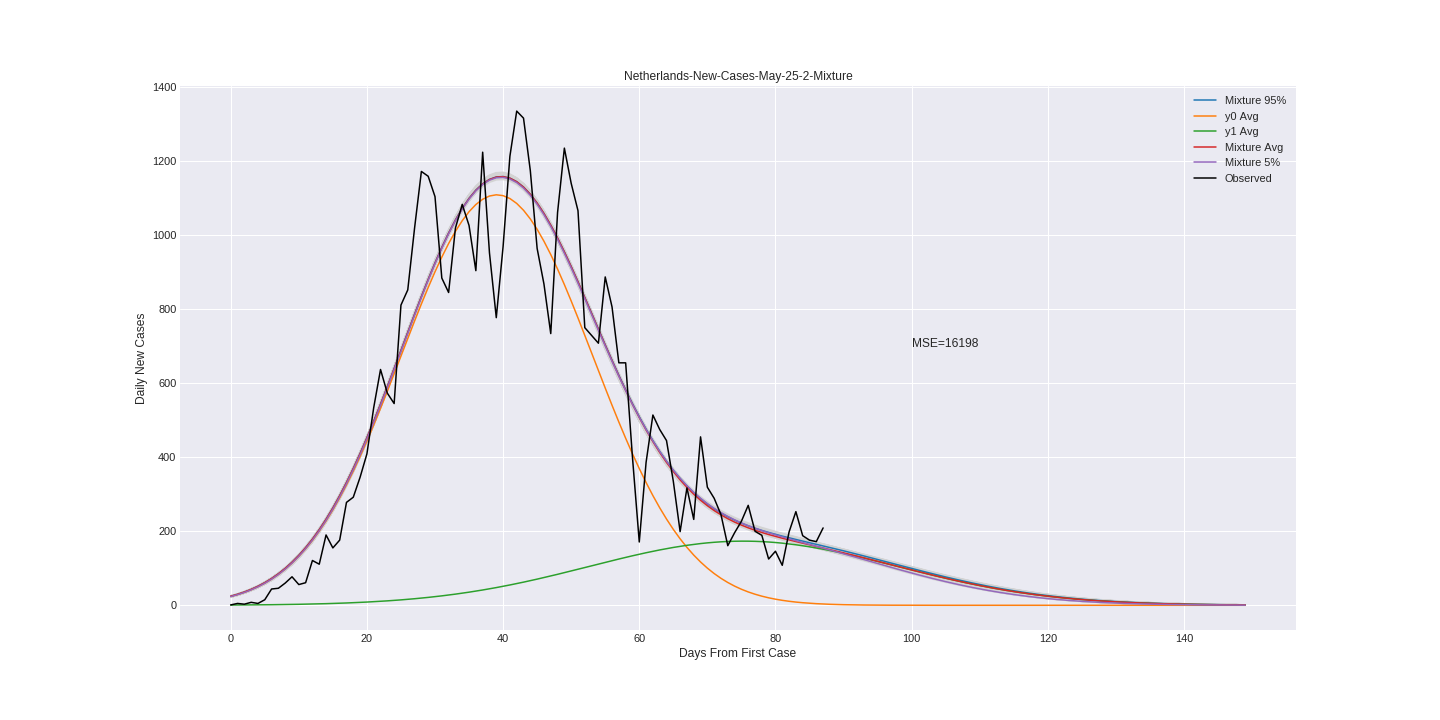 Netherlands-New-Cases-May-25-2-Mixture
1400
1200
1000
800
600
400
200
0
Daily New Cases
Mixture 95%
y0 Avg
y1 Avg
Mixture Avg
Mixture 5%
Observed
MSE=16198
0 20 40 60 80 100 120 140
Days From First Case